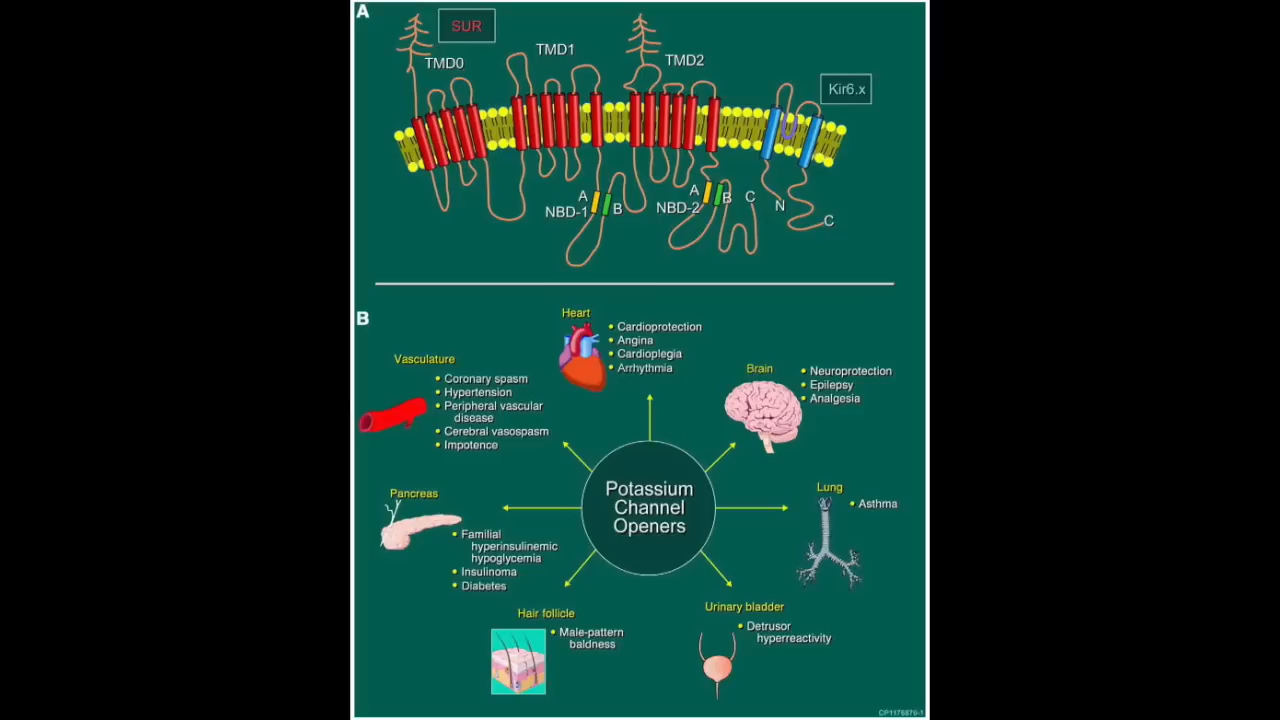 A
SUR
TMD0
TMD1
TMD2
Kir6.x
A
NBD-1
B
A
NBD-2
B
C
N
C
B
Heart
• Cardioprotection
• Angina
• Cardioplegia
• Arrhythmia
Vasculature
• Coronary spasm
• Hypertension
• Peripheral vascular
disease
• Cerebral vasospasm
• Impotence
Brain
• Neuroprotection
• Epilepsy
• Analgesia
Potassium
Channel
Openers
Pancreas
• Familial
hyperinsulinemic
hypoglycemia
• Insulinoma
• Diabetes
Lung
• Asthma
Hair follicle
• Male-pattern
baldness
Urinary bladder
• Detrusor
hyperreactivity
CP1176876-1